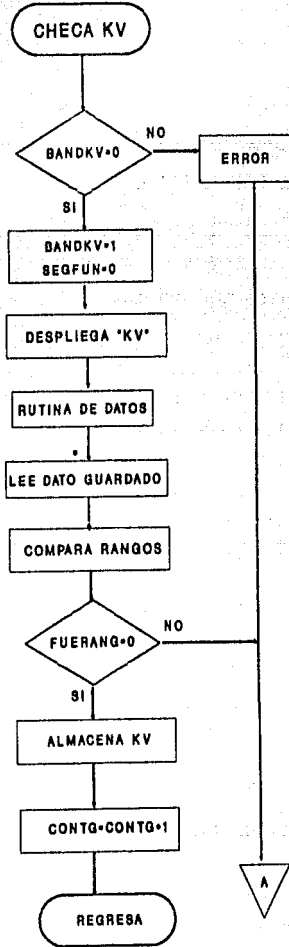 CHECA KV
BANDKV=0
NO
ERROR
SI
BANDKV=1
SEGFUN=0
DESPLIEGA "KV"
RUTINA DE DATOS
LEE DATO GUARDADO
COMPARA RANGOS
FUERANG=0
NO
SI
ALMACENA KV
CONTG=CONTG+1
A
REGRESA